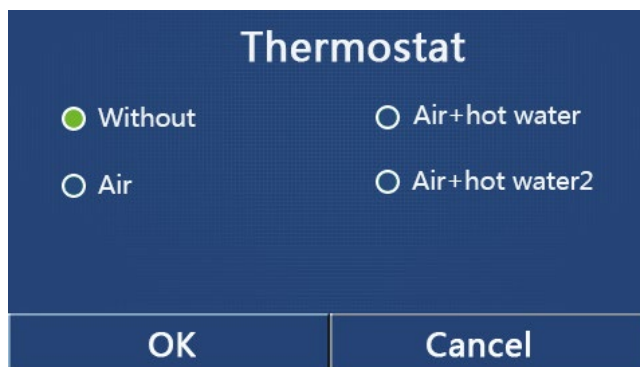 Thermostat
Without
Air+hot water
Air
Air+hot water2
OK
Cancel